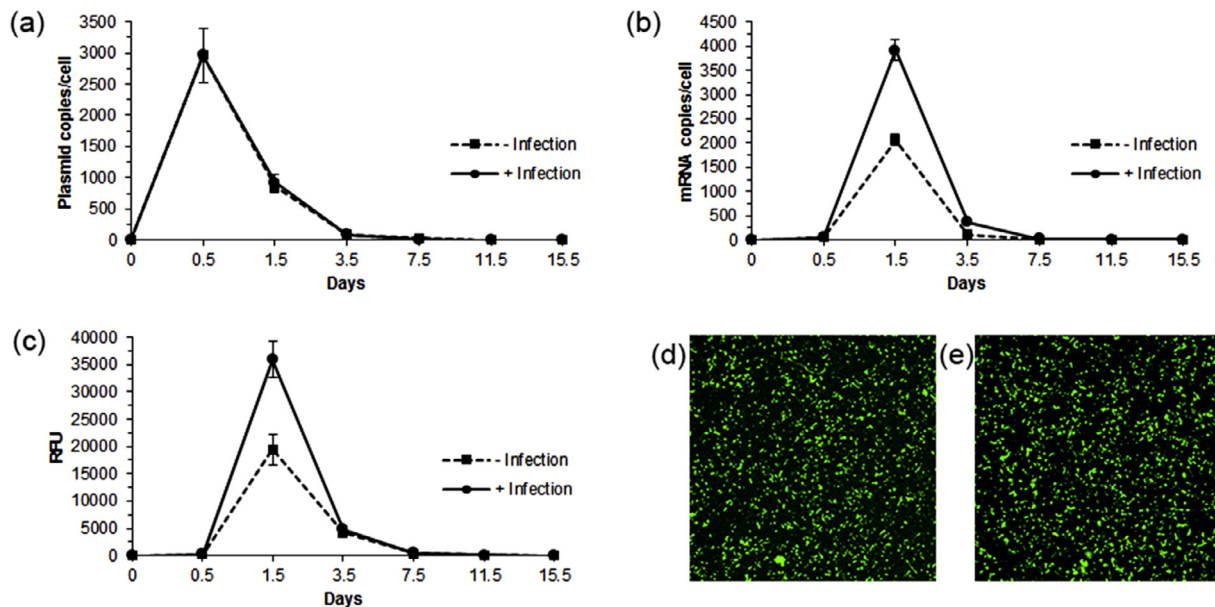 (a)
Plasmid copies/cell
3500
3000
2500
2000
1500
1000
500
0
0 0.5 1.5 3.5 7.5 11.5 15.5
Days
- Infection
+ Infection
(b)
mRNA copies/cell
4500
4000
3500
3000
2500
2000
1500
1000
500
0
0 0.5 1.5 3.5 7.5 11.5 15.5
Days
- Infection
+ Infection
(c)
RFU
40000
35000
30000
25000
20000
15000
10000
5000
0
0 0.5 1.5 3.5 7.5 11.5 15.5
Days
- Infection
+ Infection
(d)
(e)